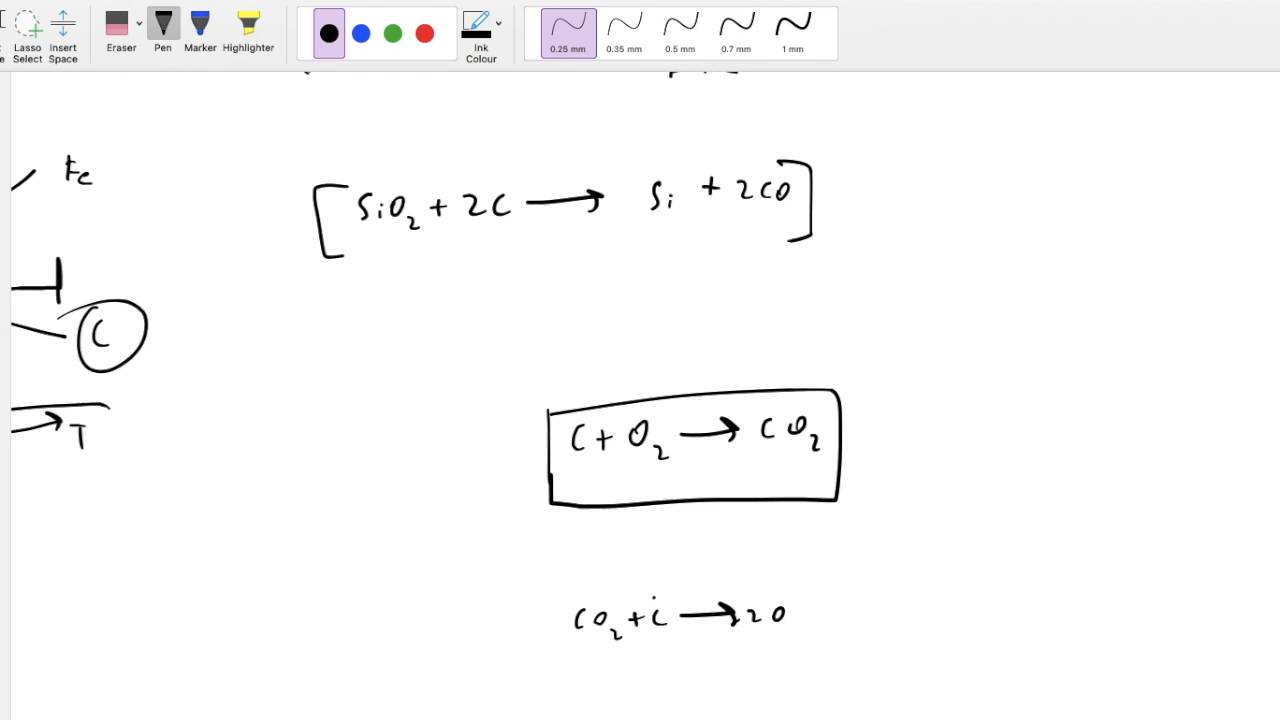 Lasso Select
Insert Space
Eraser
Pen
Marker
Highlighter
Ink Colour
0.25 mm
0.35 mm
0.5 mm
0.7 mm
1 mm
Fe
SiO2 + 2C → Si + 2CO
C
C + O2 → CO2
T
CO2 + C → 20